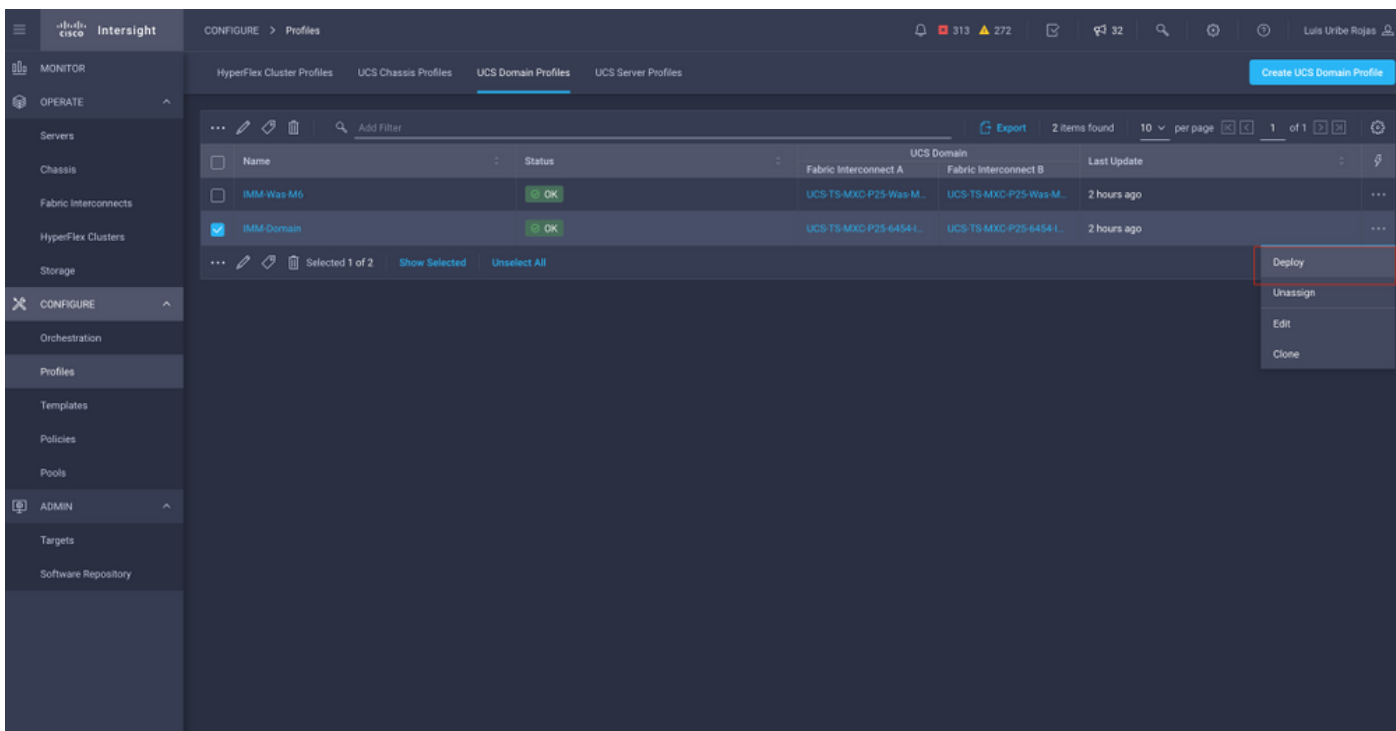 cisco Intersight
CONFIGURE > Profiles
313 272 32 Luis Uribe Rojas
MONITOR
OPERATE
Servers
Chassis
Fabric Interconnects
HyperFlex Clusters
Storage
CONFIGURE
Orchestration
Profiles
Templates
Policies
Pools
ADMIN
Targets
Software Repository
HyperFlex Cluster Profiles UCS Chassis Profiles UCS Domain Profiles UCS Server Profiles
Create UCS Domain Profile
... Add Filter Export 2 items found 10 per page 1 of 1
Name Status UCS Domain Last Update
Fabric Interconnect A Fabric Interconnect B
IMM-Was-M6 OK UCS-TS-MXC-P25-Was-M... UCS-TS-MXC-P25-Was-M... 2 hours ago ...
IMM-Domain OK UCS-TS-MXC-P25-6454-I... UCS-TS-MXC-P25-6454-I... 2 hours ago ...
... Selected 1 of 2 Show Selected Unselect All
Deploy
Unassign
Edit
Clone